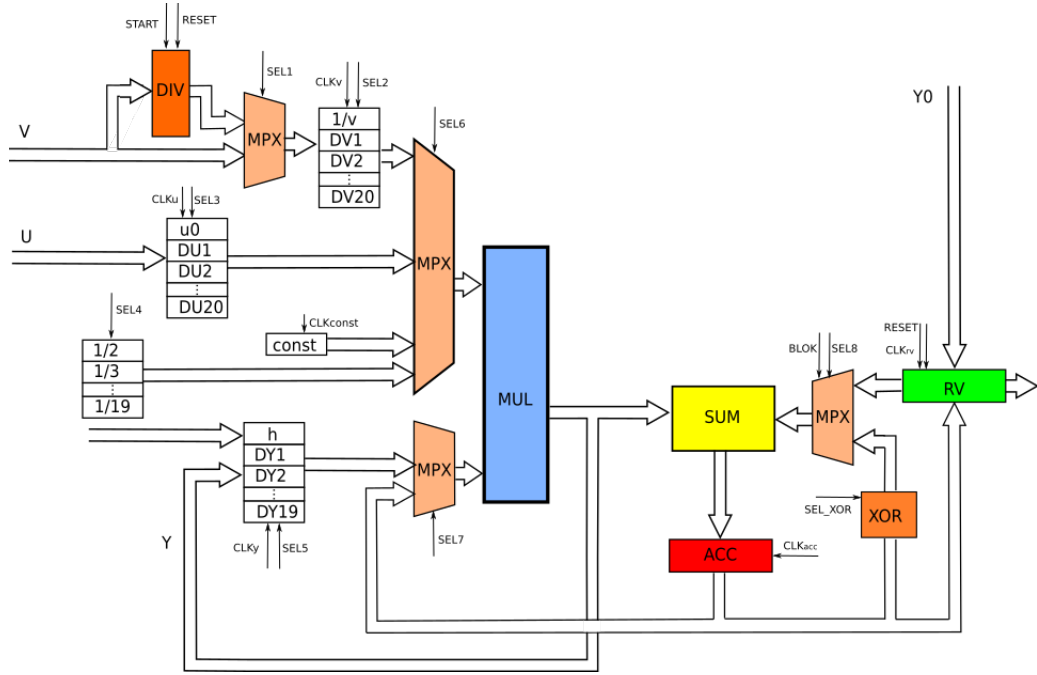 START
RESET
DIV
SEL1
CLKv
SEL2
V
MPX
1/v
DV1
DV2
⋮
DV20
SEL6
MPX
Y0
CLKu
SEL3
U
u0
DU1
DU2
⋮
DU20
SEL4
1/2
1/3
⋮
1/19
CLKconst
const
MUL
h
DY1
DY2
⋮
DY19
Y
CLKy
SEL5
MPX
SEL7
SUM
BLOK
SEL8
MPX
RESET
CLKrv
RV
SEL_XOR
XOR
ACC
CLKacc